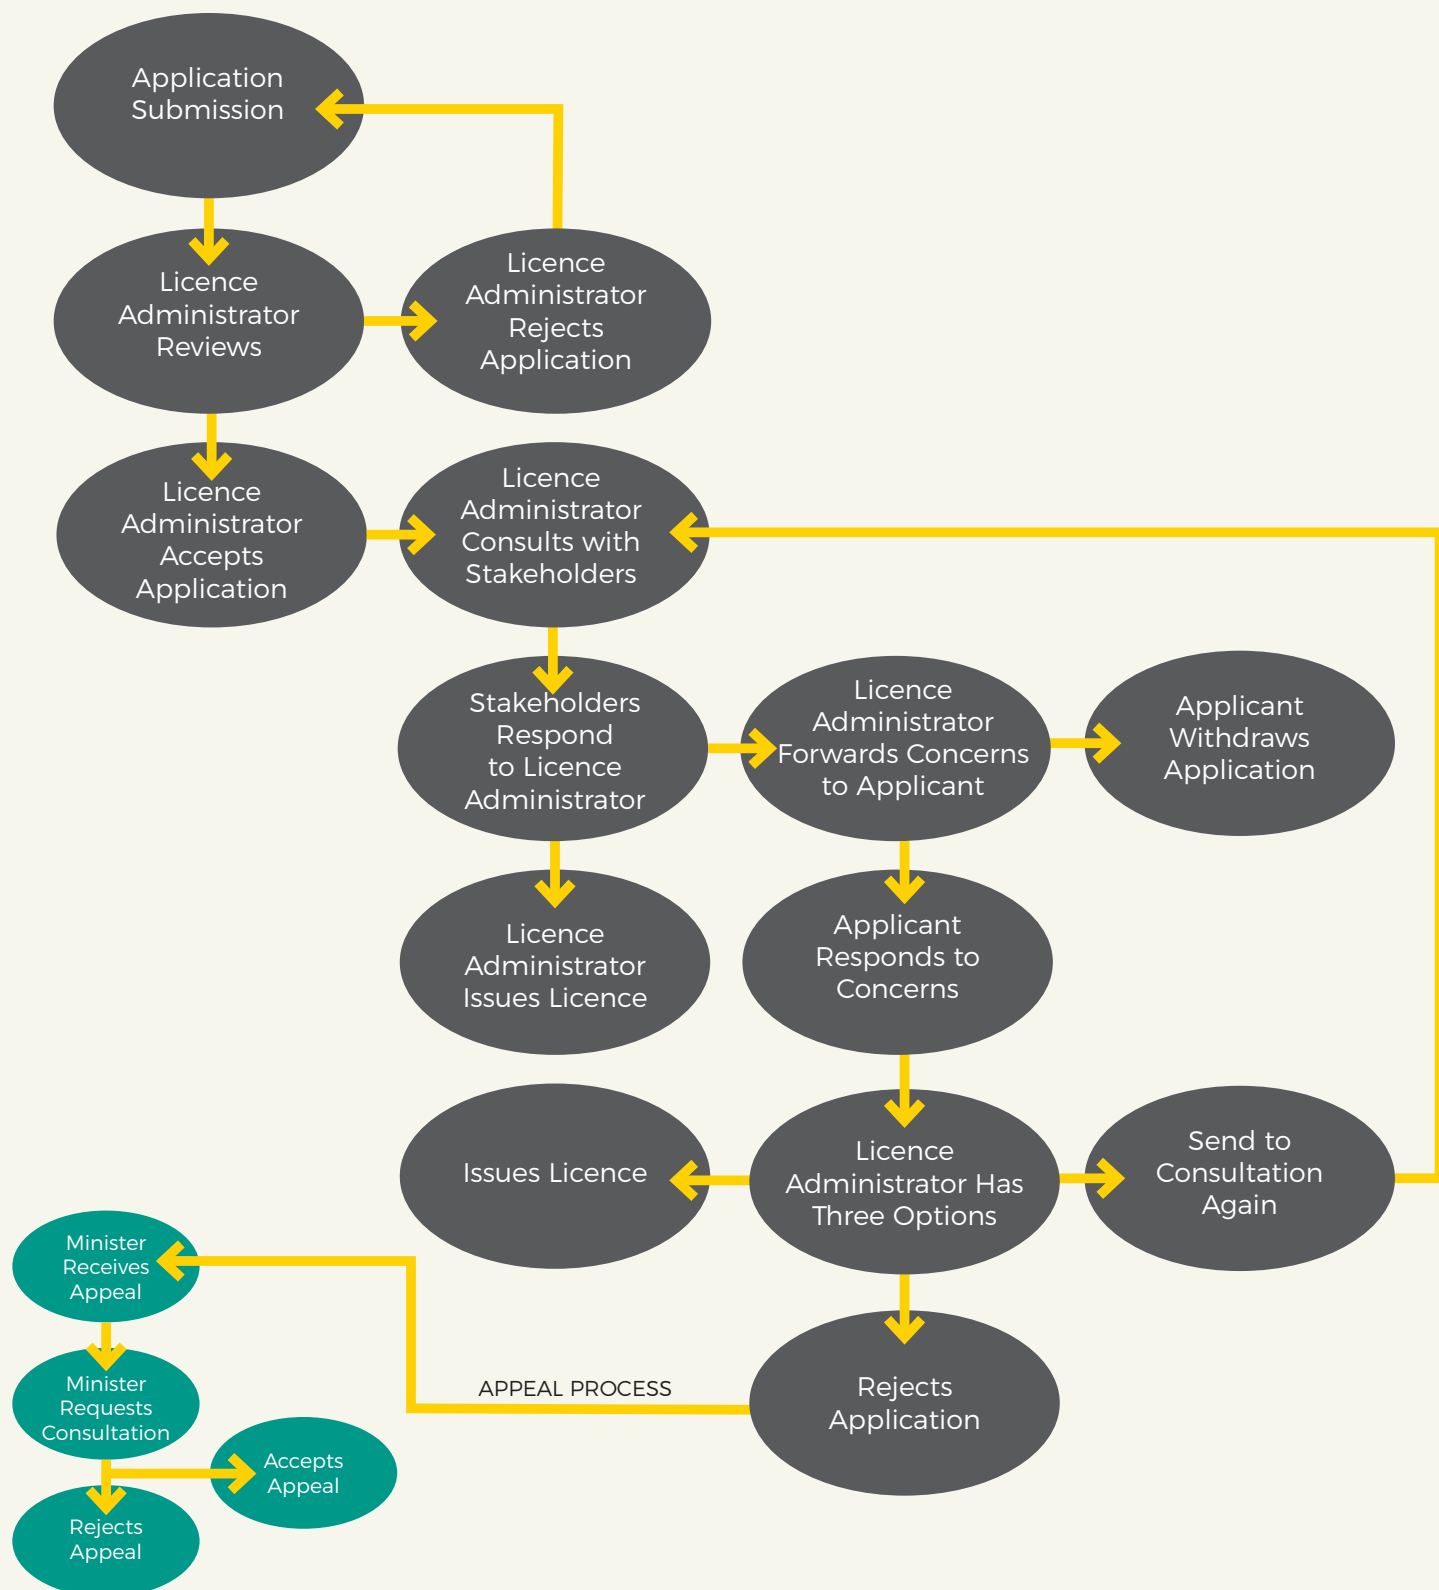 Application
Submission
Licence
Administrator
Reviews
Licence
Administrator
Rejects
Application
Licence
Administrator
Accepts
Application
Licence
Administrator
Consults with
Stakeholders
Stakeholders
Respond
to Licence
Administrator
Licence
Administrator
Forwards Concerns
to Applicant
Applicant
Withdraws
Application
Licence
Administrator
Issues Licence
Applicant
Responds to
Concerns
Issues Licence
Licence
Administrator Has
Three Options
Send to
Consultation
Again
Minister
Receives
Appeal
APPEAL PROCESS
Rejects
Application
Minister
Requests
Consultation
Accepts
Appeal
Rejects
Appeal